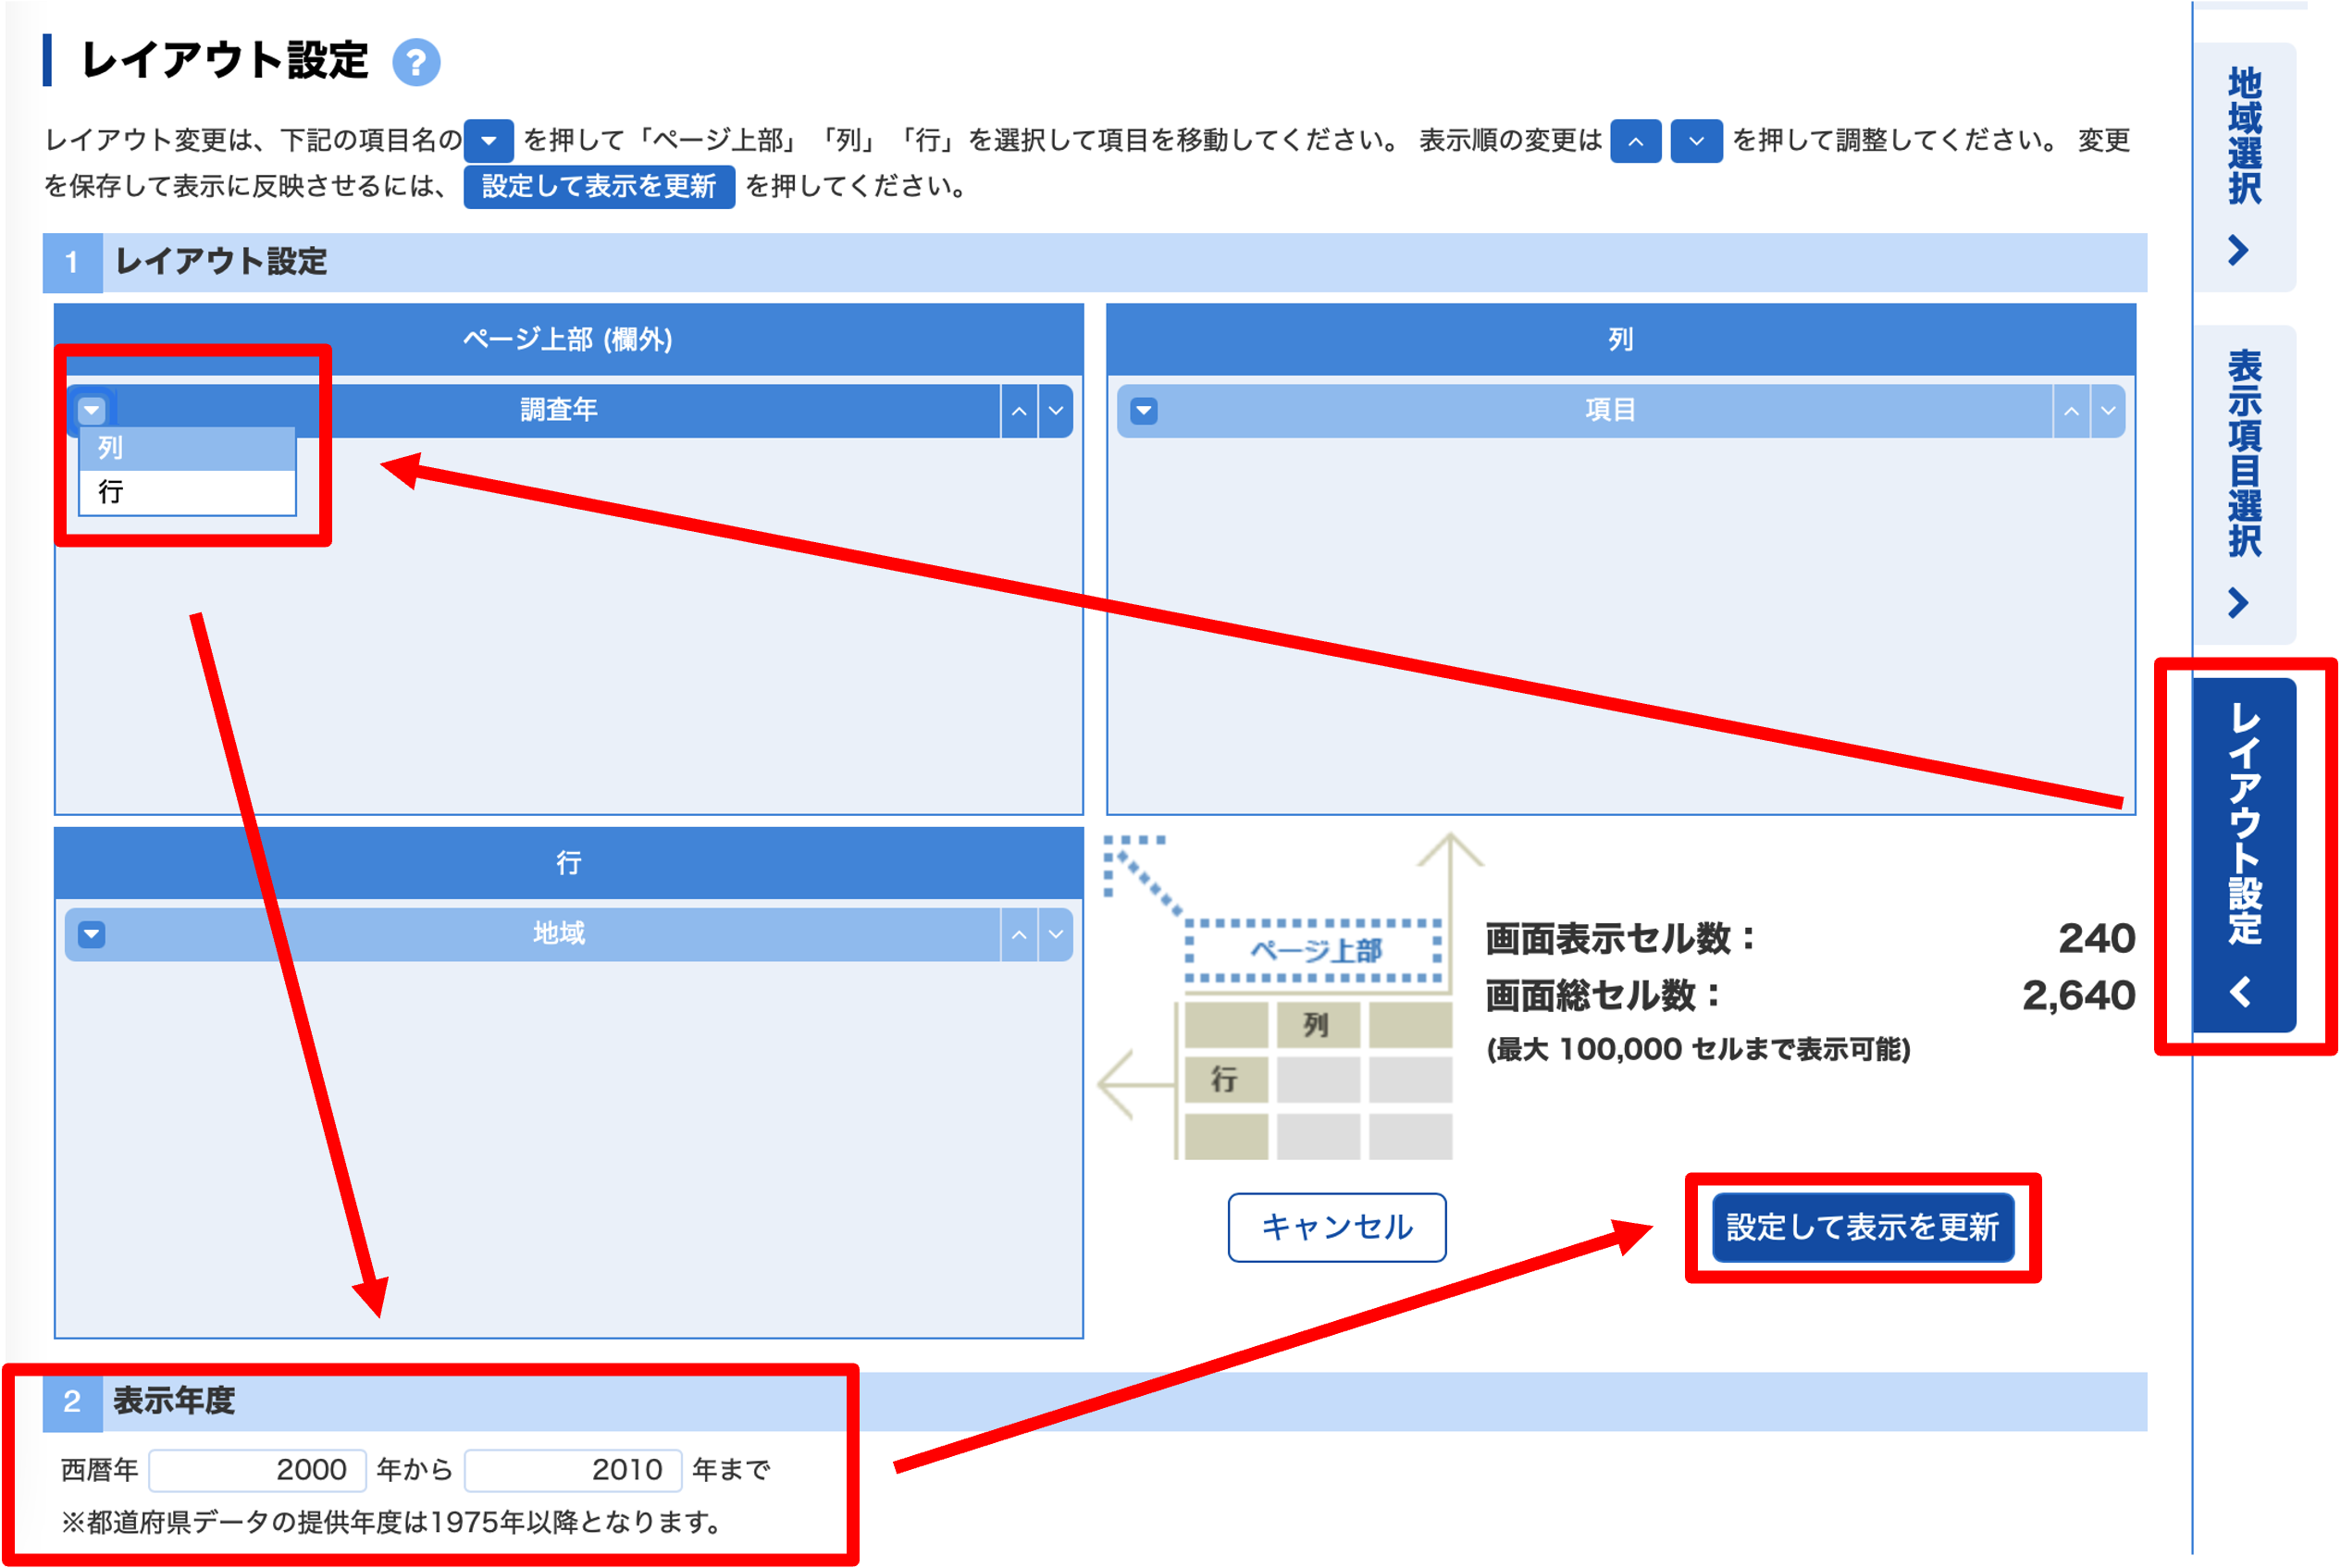 レイアウト設定 ?
レイアウト変更は、下記の項目名の を押して「ページ上部」「列」「行」を選択して項目を移動してください。 表示順の変更は を押して調整してください。 変更
を保存して表示に反映させるには、 設定して表示を更新 を押してください。
1 レイアウト設定
ページ上部 (欄外)
調査年
列
行
列
項目
行
地域
ページ上部
列
行
画面表示セル数： 240
画面総セル数： 2,640
(最大 100,000 セルまで表示可能)
キャンセル
設定して表示を更新
2 表示年度
西暦年 2000 年から 2010 年まで
※都道府県データの提供年度は1975年以降となります。
地域選択
表示項目選択
レイアウト設定